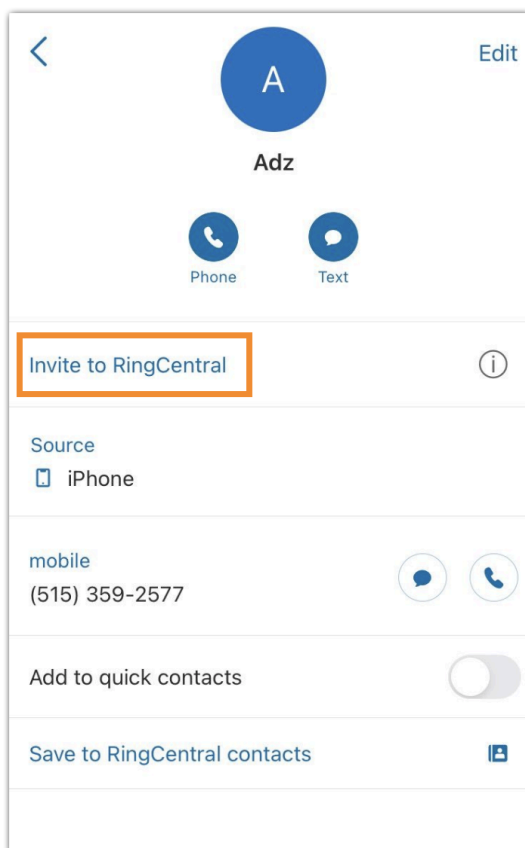 Edit
A
Adz
Phone Text
Invite to RingCentral
Source
iPhone
mobile
(515) 359-2577
Add to quick contacts
Save to RingCentral contacts